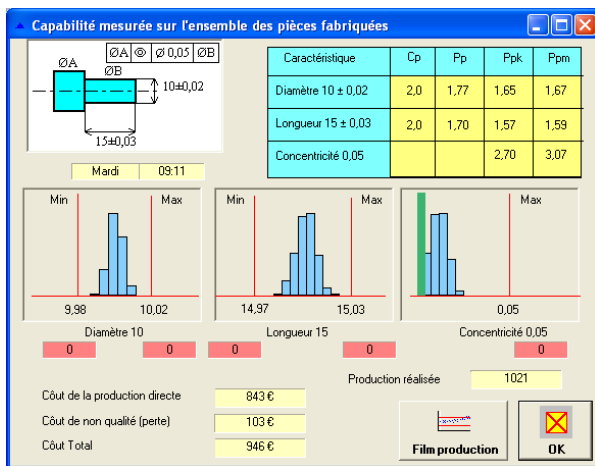 Capabilité mesurée sur l'ensemble des pièces fabriquées
ØA ◎ Ø 0,05 ØB
ØA
ØB
10±0,02
15±0,03
Mardi 09:11
Caractéristique Cp Pp Ppk Ppm
Diamètre 10 ± 0,02 2,0 1,77 1,65 1,67
Longueur 15 ± 0,03 2,0 1,70 1,57 1,59
Concentricité 0,05 2,70 3,07
Min Max
9,98 10,02
Diamètre 10
0 0
Min Max
14,97 15,03
Longueur 15
0 0
Max
0,05
Concentricité 0,05
0
Production réalisée 1021
Côut de la production directe 843 €
Côut de non qualité (perte) 103 €
Côut Total 946 €
Film production
OK